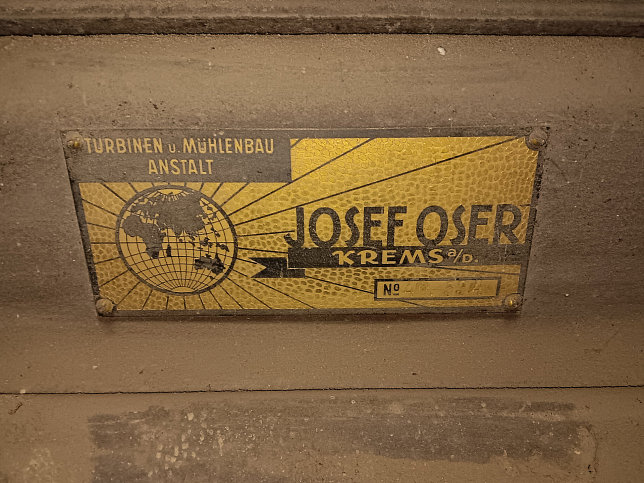 TURBINEN u. MÜHLENBAU
ANSTALT
JOSEF OSER
KREMS a/D.
No